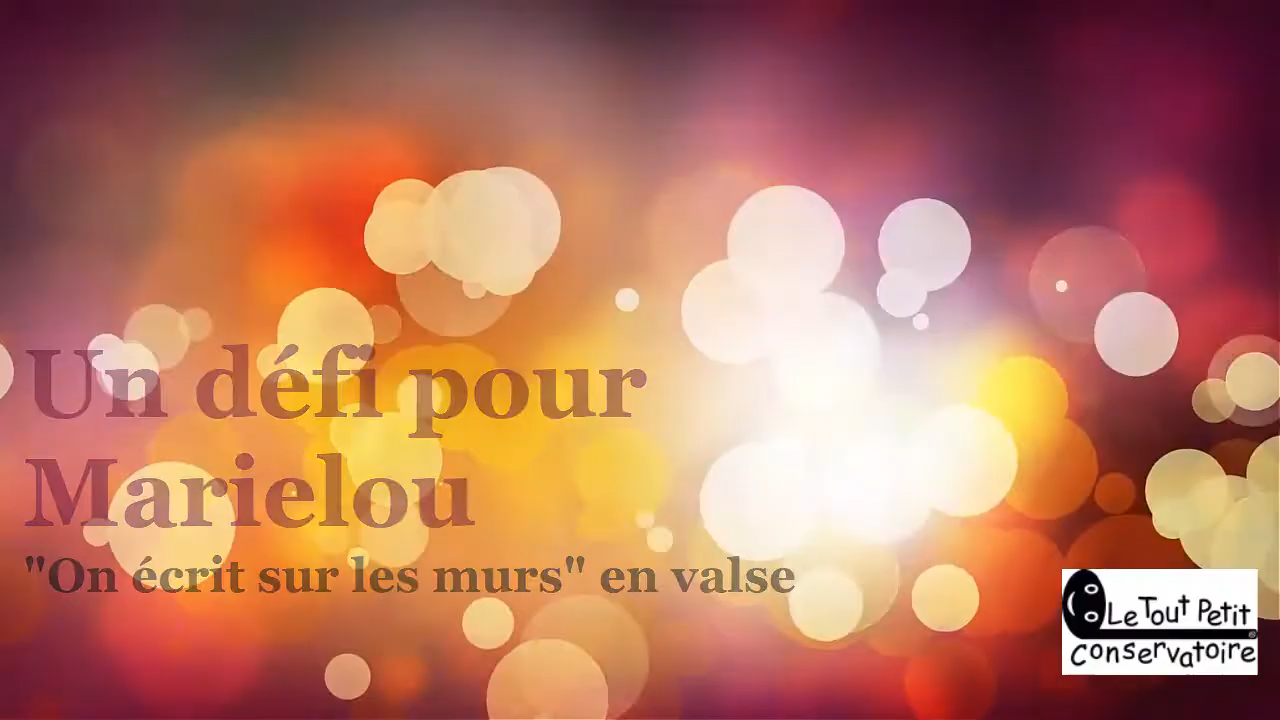 Un défi pour
Marielou
"On écrit sur les murs" en valse
Le Tout Petit
Conservatoire